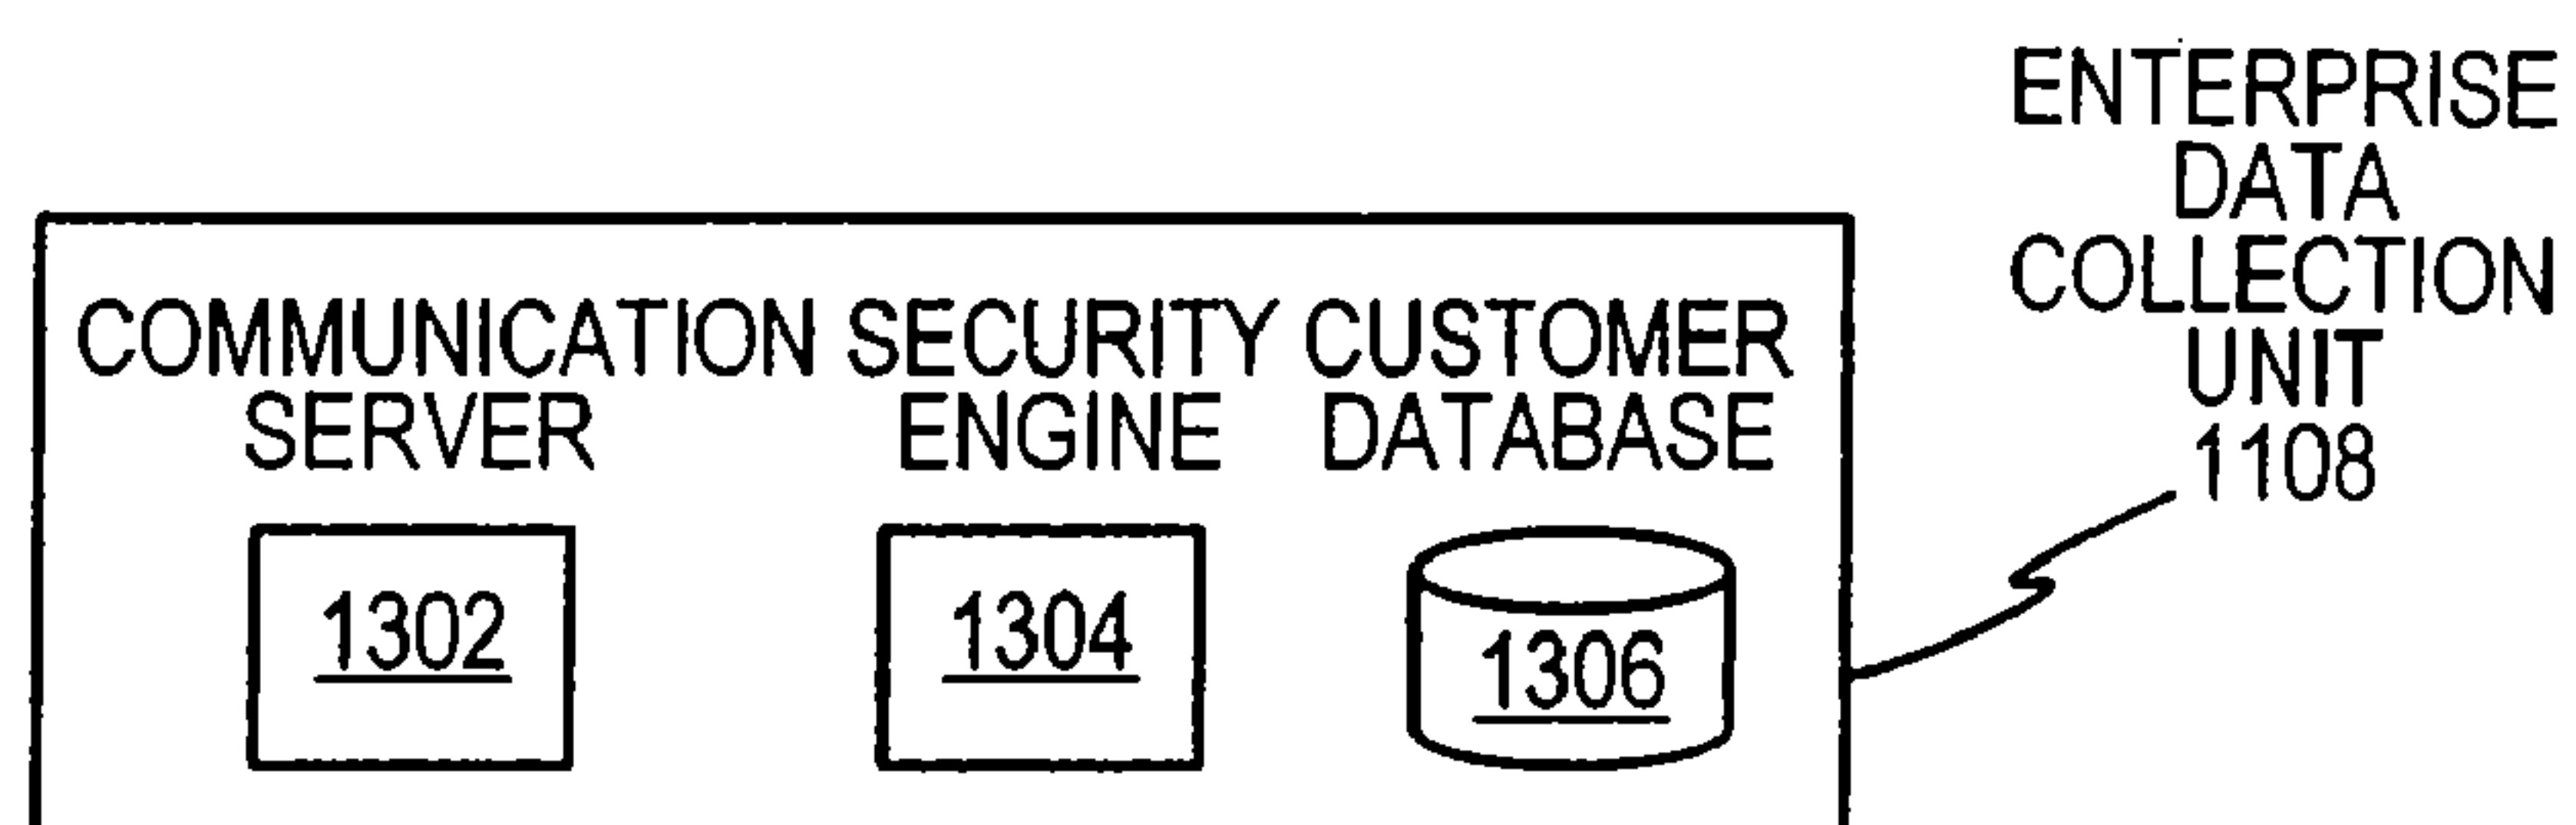 ENTERPRISE
DATA
COLLECTION
UNIT
1108
COMMUNICATION SECURITY CUSTOMER
SERVER ENGINE DATABASE
1302 1304 1306